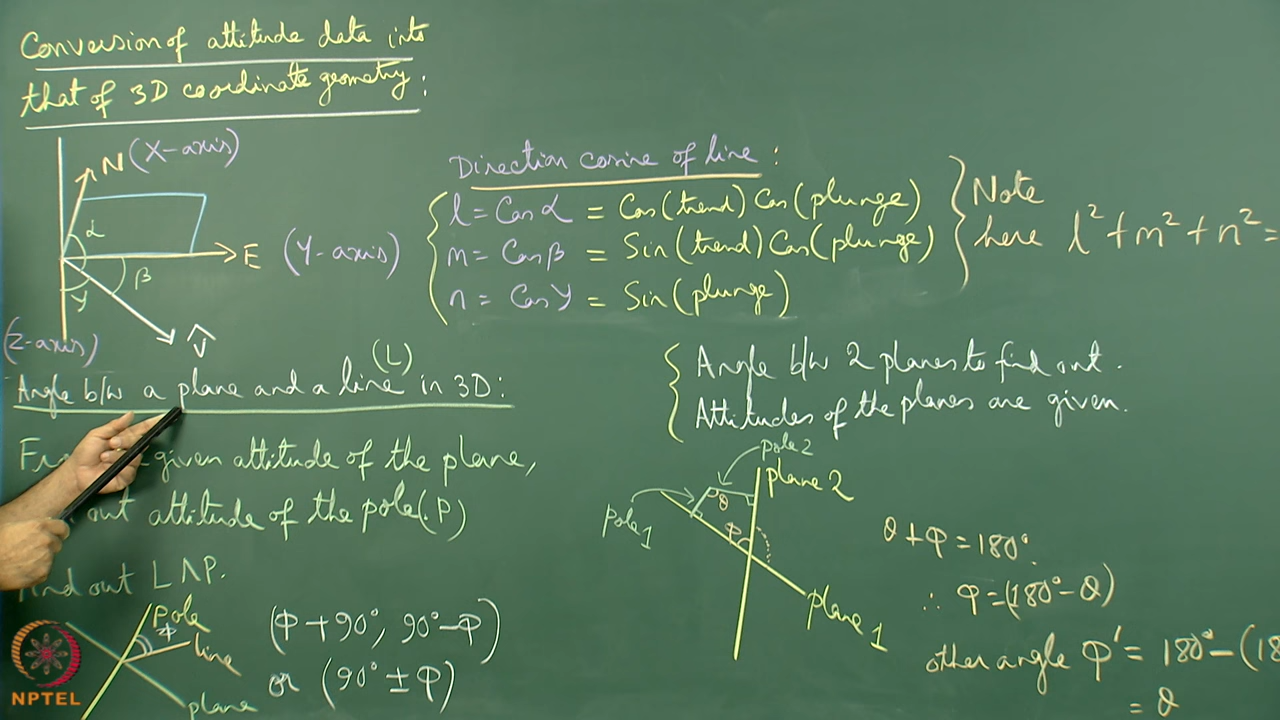 Conversion of attitude data into
that of 3D coordinate geometry:
N (X-axis)
α
E (Y-axis)
β
γ
(Z-axis)
V̂
Direction cosine of line:
l = Cos α = Cos(trend) Cos(plunge)
m = Cos β = Sin(trend) Cos(plunge)
n = Cos γ = Sin(plunge)
Note
here l² + m² + n² =
Angle b/w a plane and a line (L) in 3D:
given attitude of the plane,
out attitude of the pole(P)
find out L Λ P.
pole
φ
line
plane
(φ + 90°, 90° - φ)
or (90° ± φ)
Angle b/w 2 planes to find out.
Attitudes of the planes are given.
pole 2
plane 2
pole 1
θ
φ
plane 1
θ + φ = 180°.
∴ φ = (180° - θ)
other angle φ' = 180° - (18
= θ
NPTEL